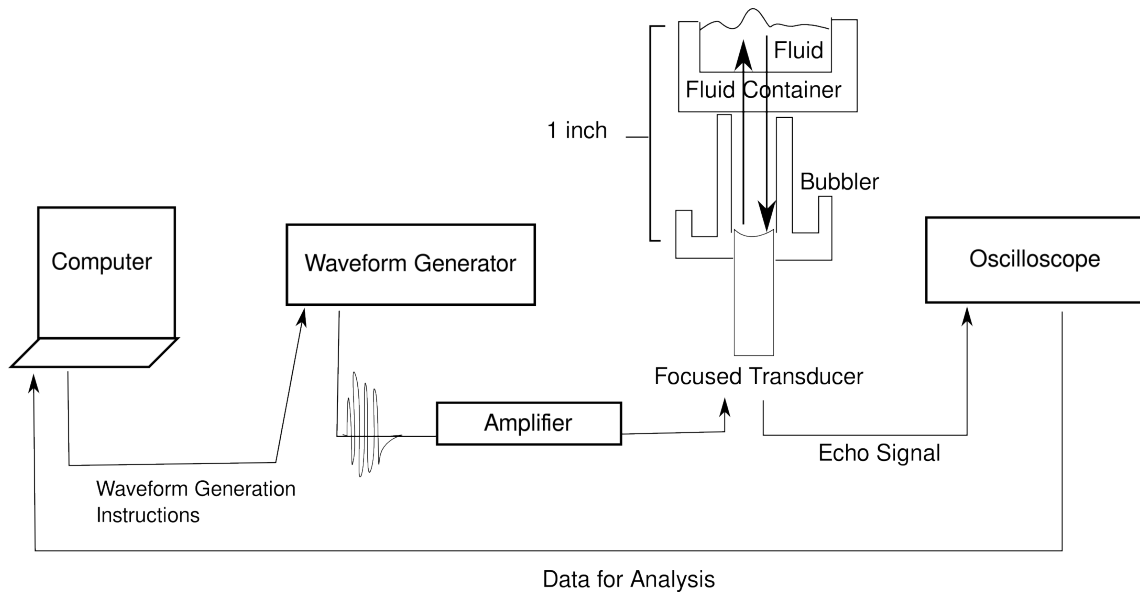 Fluid
Fluid Container
1 inch
Bubbler
Computer
Waveform Generator
Oscilloscope
Focused Transducer
Amplifier
Echo Signal
Waveform Generation
Instructions
Data for Analysis